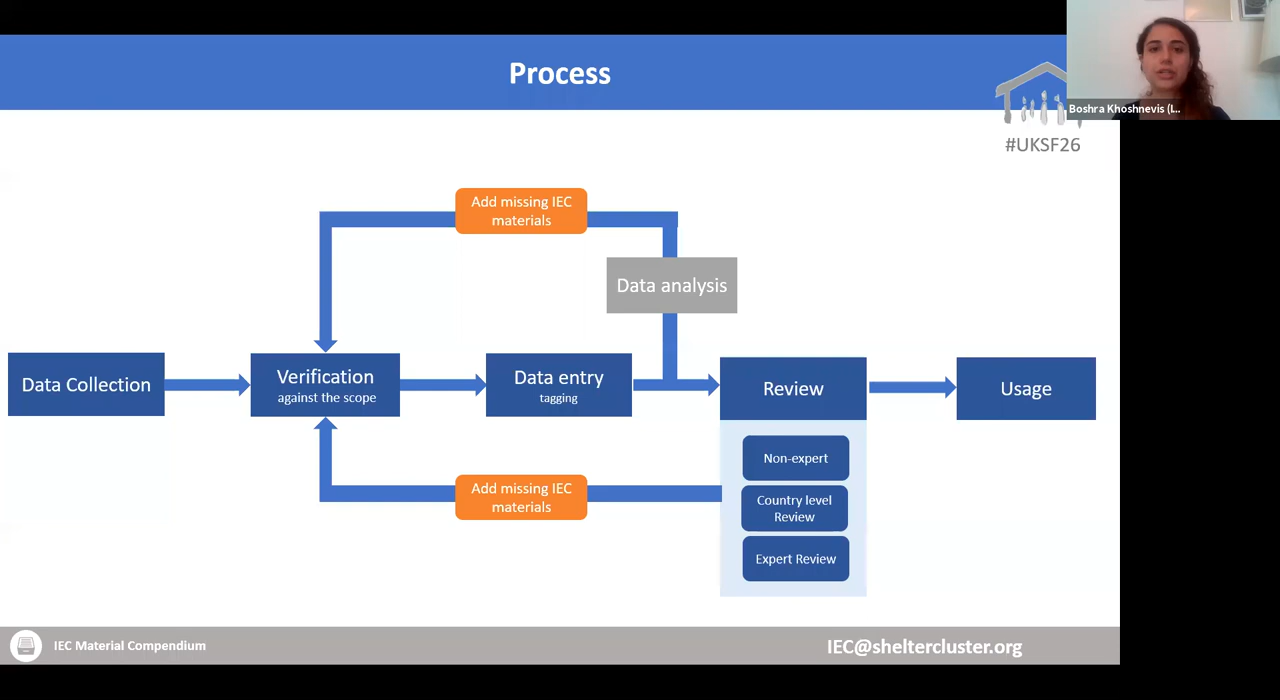 Process
Boshra Khoshnevis (I...
#UKSF26
Add missing IEC
materials
Data analysis
Data Collection
Verification
against the scope
Data entry
tagging
Review
Usage
Non-expert
Country level
Review
Expert Review
Add missing IEC
materials
IEC Material Compendium
IEC@sheltercluster.org